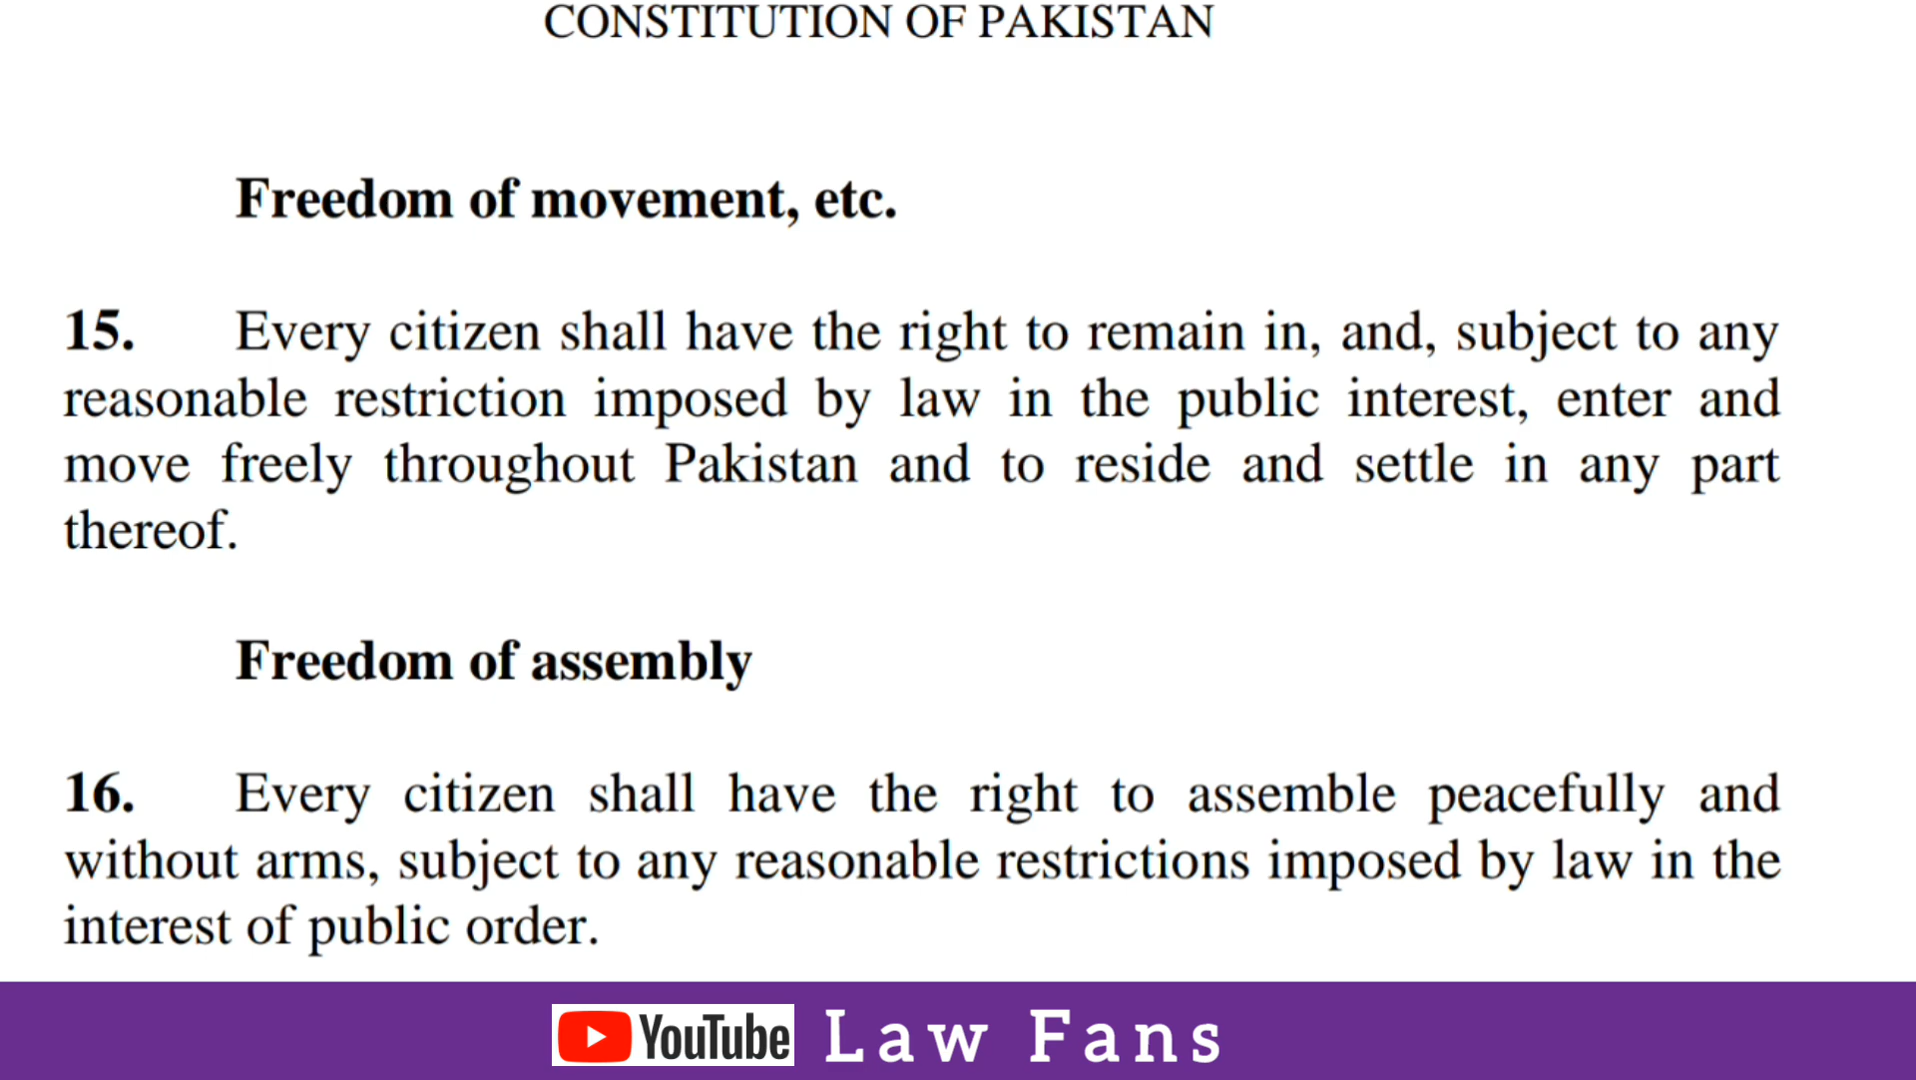 CONSTITUTION OF PAKISTAN
Freedom of movement, etc.
15. Every citizen shall have the right to remain in, and, subject to any
reasonable restriction imposed by law in the public interest, enter and
move freely throughout Pakistan and to reside and settle in any part
thereof.
Freedom of assembly
16. Every citizen shall have the right to assemble peacefully and
without arms, subject to any reasonable restrictions imposed by law in the
interest of public order.
YouTube Law Fans